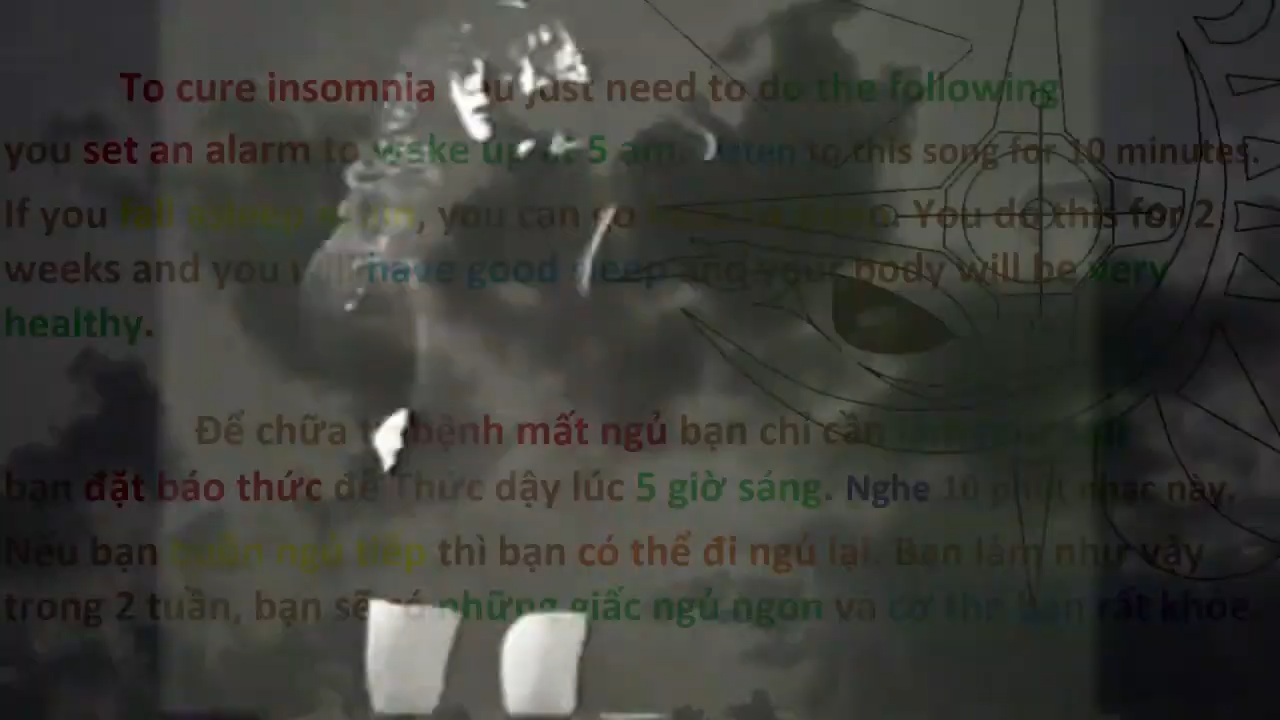 To cure insomnia you just need to do the following
you set an alarm to wake up at 5 am. Listen to this song for 10 minutes.
If you fall asleep again, you can go back to sleep. You do this for 2
weeks and you will have good sleep and your body will be very
healthy.
Để chữa bệnh mất ngủ bạn chỉ cần
bạn đặt báo thức để Thức dậy lúc 5 giờ sáng. Nghe 10 phút nhạc này.
Nếu bạn buồn ngủ tiếp thì bạn có thể đi ngủ lại. Bạn làm như vậy
trong 2 tuần, bạn sẽ có những giấc ngủ ngon và cơ thể bạn rất khỏe